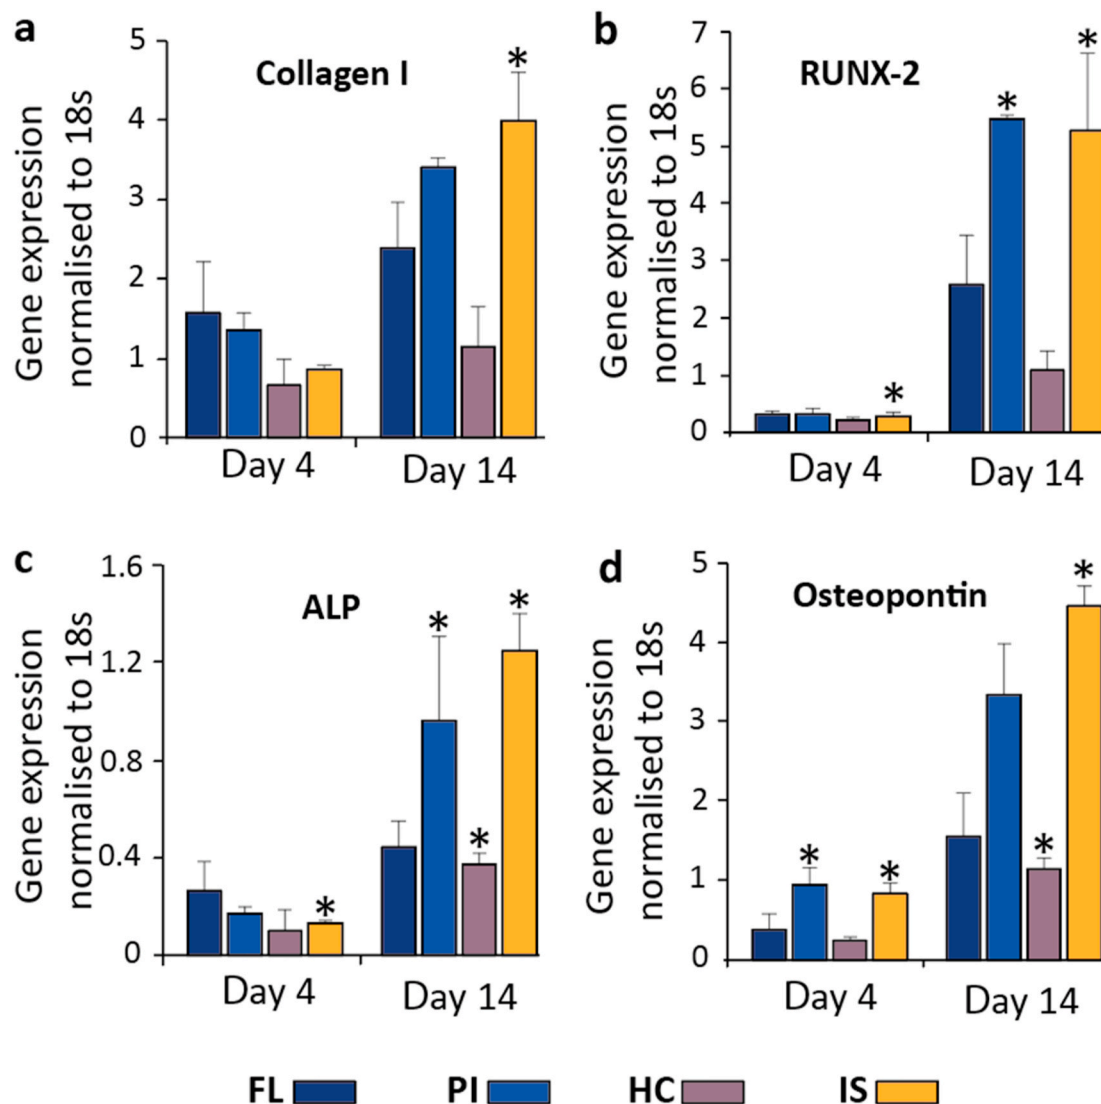 a
Collagen I
Gene expression
normalised to 18s
5
4
3
2
1
0
*
Day 4
Day 14
b
RUNX-2
Gene expression
normalised to 18s
7
6
5
4
3
2
1
0
*
*
*
Day 4
Day 14
c
ALP
Gene expression
normalised to 18s
1.6
1.2
0.8
0.4
0
*
*
*
*
Day 4
Day 14
d
Osteopontin
Gene expression
normalised to 18s
5
4
3
2
1
0
*
*
*
*
Day 4
Day 14
FL PI HC IS